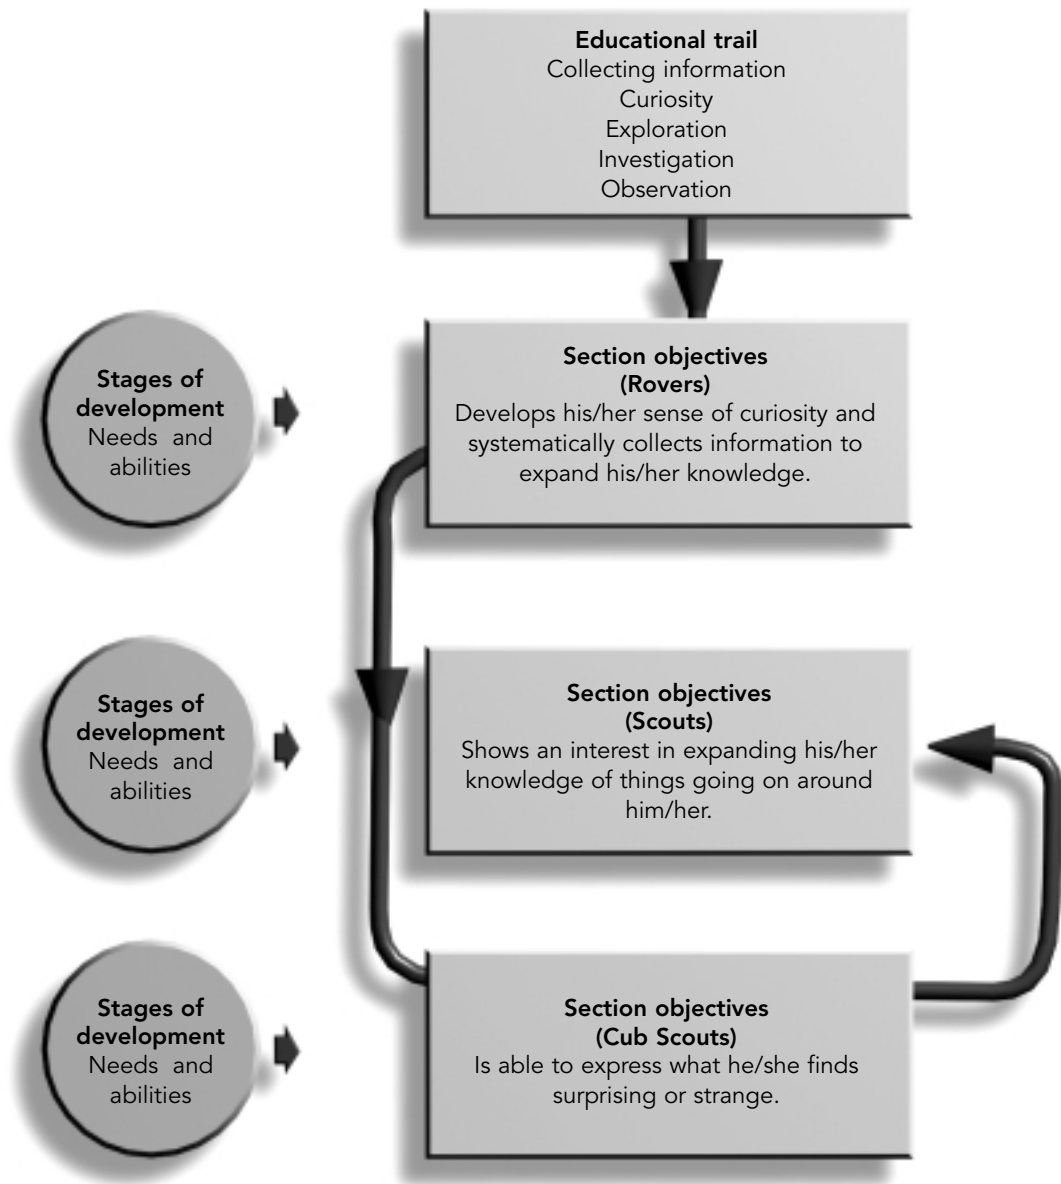 Educational trail
Collecting information
Curiosity
Exploration
Investigation
Observation
Stages of
development
Needs and
abilities
Section objectives
(Rovers)
Develops his/her sense of curiosity and
systematically collects information to
expand his/her knowledge.
Stages of
development
Needs and
abilities
Section objectives
(Scouts)
Shows an interest in expanding his/her
knowledge of things going on around
him/her.
Stages of
development
Needs and
abilities
Section objectives
(Cub Scouts)
Is able to express what he/she finds
surprising or strange.